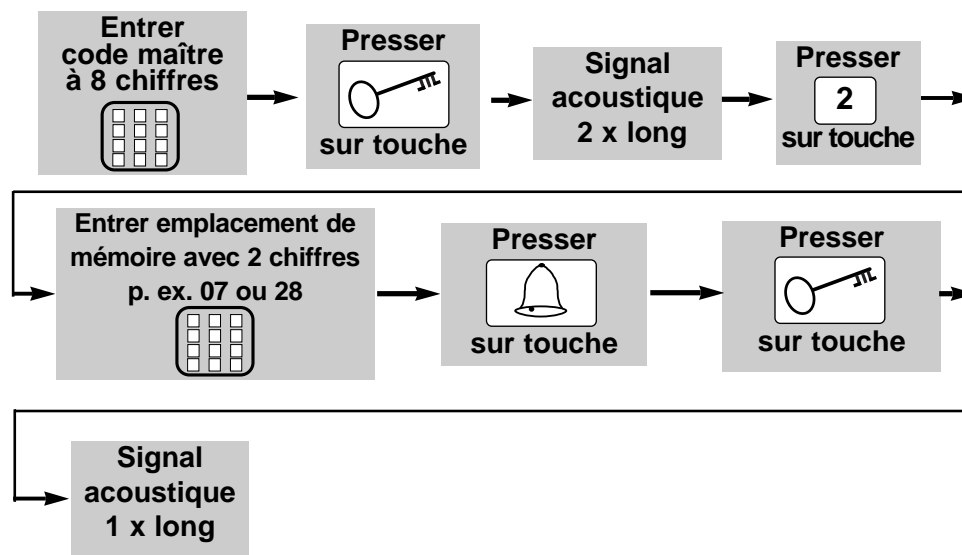 Entrer
code maître
à 8 chiffres
Presser
sur touche
Signal
acoustique
2 x long
Presser
2
sur touche
Entrer emplacement de
mémoire avec 2 chiffres
p. ex. 07 ou 28
Presser
sur touche
Presser
sur touche
Signal
acoustique
1 x long